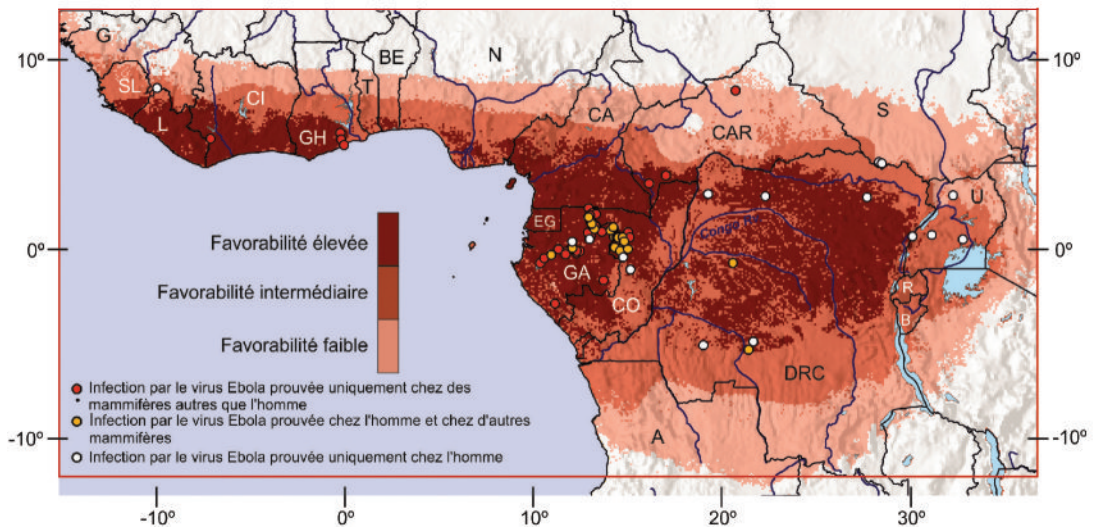 G
BE
N
10º
10º
SL
CI
T
CA
CAR
S
L
GH
U
EG
Congo
0º
0º
GA
CO
R
B
DRC
A
-10º
-10º
Favorabilité élevée
Favorabilité intermédiaire
Favorabilité faible
Infection par le virus Ebola prouvée uniquement chez des
mammifères autres que l'homme
Infection par le virus Ebola prouvée chez l'homme et chez d'autres
mammifères
Infection par le virus Ebola prouvée uniquement chez l'homme
-10º
0º
10º
20º
30º